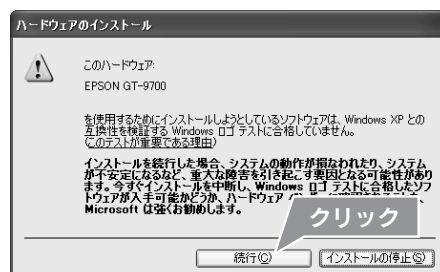 ハードウェアのインストール
このハードウェア:
EPSON GT-9700
を使用するためにインストールしようとしているソフトウェアは、Windows XP との
互換性を検証する Windows ロゴ テストに合格していません。
(このテストが重要である理由)
インストールを続行した場合、システムの動作が損なわれたり、システム
が不安定になるなど、重大な障害を引き起こす要因となる可能性があり
ます。今すぐインストールを中断し、Windows ロゴ テストに合格したソフ
トウェアが入手可能かどうか、ハードウェア
Microsoft は強くお勧めします。
クリック
続行(C)
インストールの停止(S)